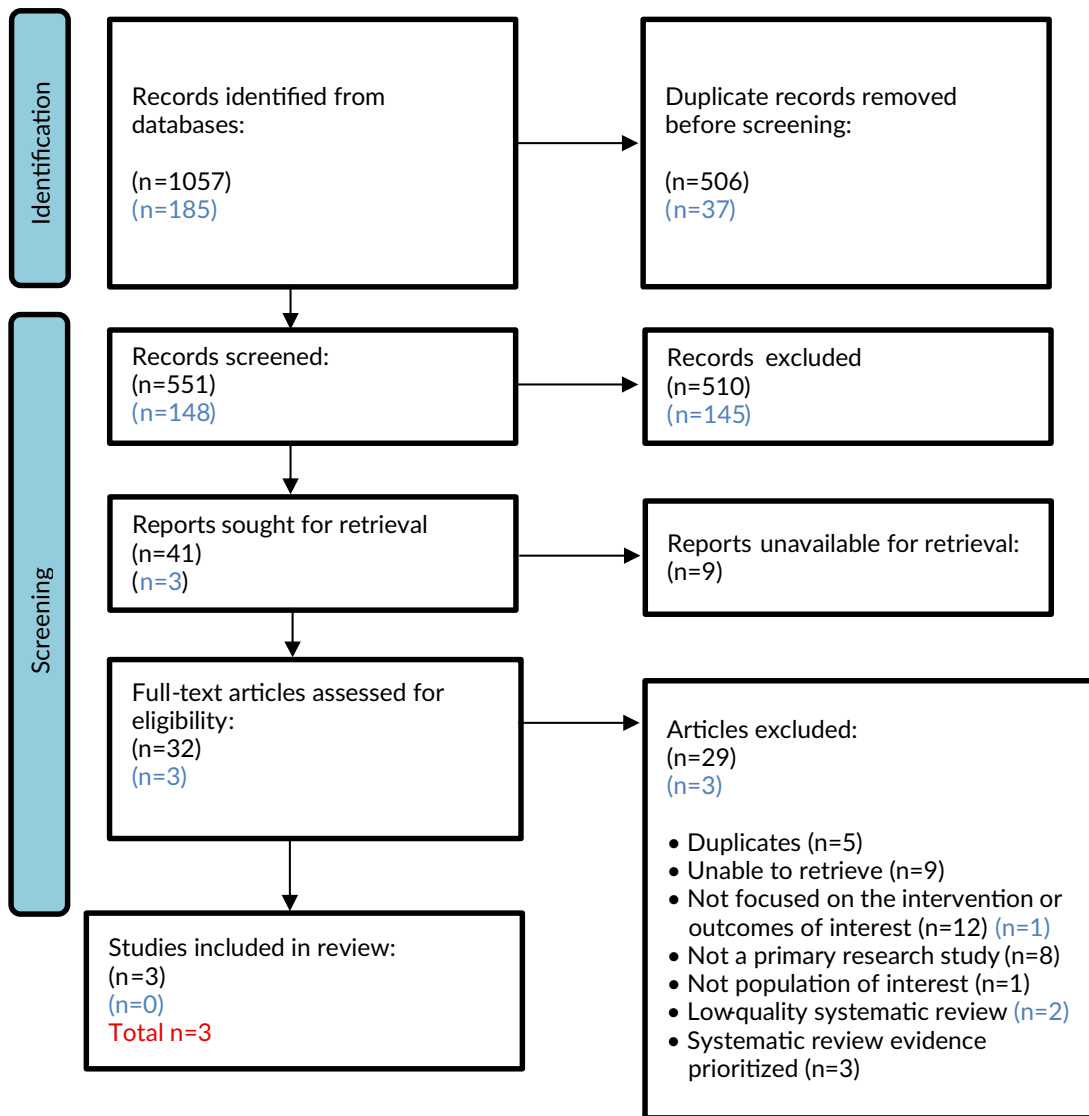 Identification
Records identified from
databases:
(n=1057)
(n=185)
Duplicate records removed
before screening:
(n=506)
(n=37)
Screening
Records screened:
(n=551)
(n=148)
Records excluded
(n=510)
(n=145)
Reports sought for retrieval
(n=41)
(n=3)
Reports unavailable for retrieval:
(n=9)
Full-text articles assessed for
eligibility:
(n=32)
(n=3)
Articles excluded:
(n=29)
(n=3)
• Duplicates (n=5)
• Unable to retrieve (n=9)
• Not focused on the intervention or
outcomes of interest (n=12) (n=1)
• Not a primary research study (n=8)
• Not population of interest (n=1)
• Low-quality systematic review (n=2)
• Systematic review evidence
prioritized (n=3)
Studies included in review:
(n=3)
(n=0)
Total n=3